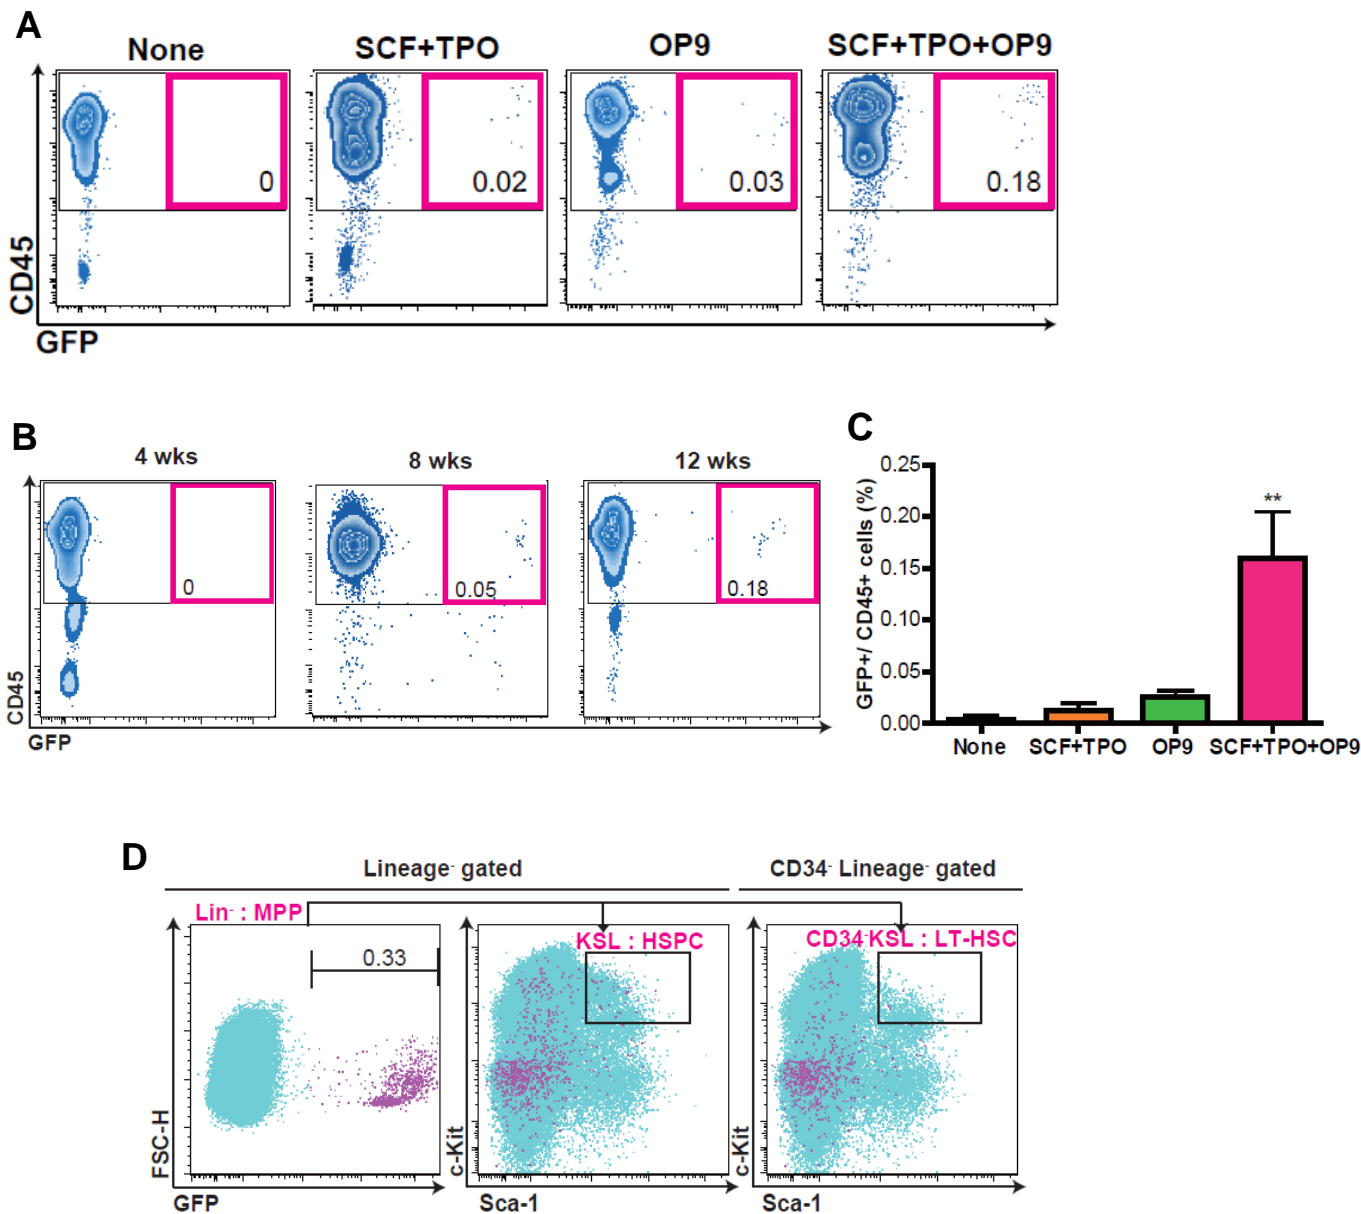 A
None
SCF+TPO
OP9
SCF+TPO+OP9
0
0.02
0.03
0.18
CD45
GFP
B
4 wks
8 wks
12 wks
0
0.05
0.18
CD45
GFP
C
0.25
0.20
0.15
0.10
0.05
0.00
GFP+/ CD45+ cells (%)
**
None
SCF+TPO
OP9
SCF+TPO+OP9
D
Lineage- gated
CD34- Lineage- gated
Lin- : MPP
KSL : HSPC
CD34-KSL : LT-HSC
0.33
FSC-H
c-Kit
c-Kit
GFP
Sca-1
Sca-1